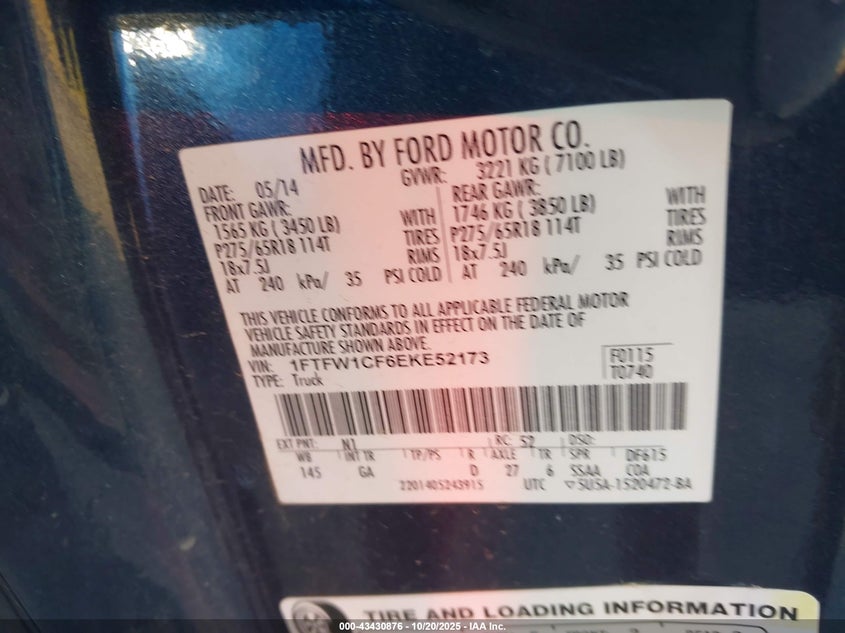 MFD. BY FORD MOTOR CO.
DATE: 05/14 GVWR: 3221 KG ( 7100 LB)
FRONT GAWR: REAR GAWR:
1565 KG ( 3450 LB) WITH 1746 KG ( 3850 LB) WITH
P275/65R18 114T TIRES P275/65R18 114T TIRES
18x7.5J RIMS 18x7.5J RIMS
AT 240 kPa/ 35 PSI COLD AT 240 kPa/ 35 PSI COLD
THIS VEHICLE CONFORMS TO ALL APPLICABLE FEDERAL MOTOR
VEHICLE SAFETY STANDARDS IN EFFECT ON THE DATE OF
MANUFACTURE SHOWN ABOVE.
VIN: 1FTFW1CF6EKE52173 F0115
TYPE: Truck T0740
EXT PNT: N1 RC: 52 DSO:
WB INT TR TP/PS R AXLE TR SPR DF615
145 GA D 27 6 SSAA COA
2201405243915 UTC ▽5U5A-1520472-BA
TIRE AND LOADING INFORMATION
000-43430876 | 10/20/2025 | IAA Inc.